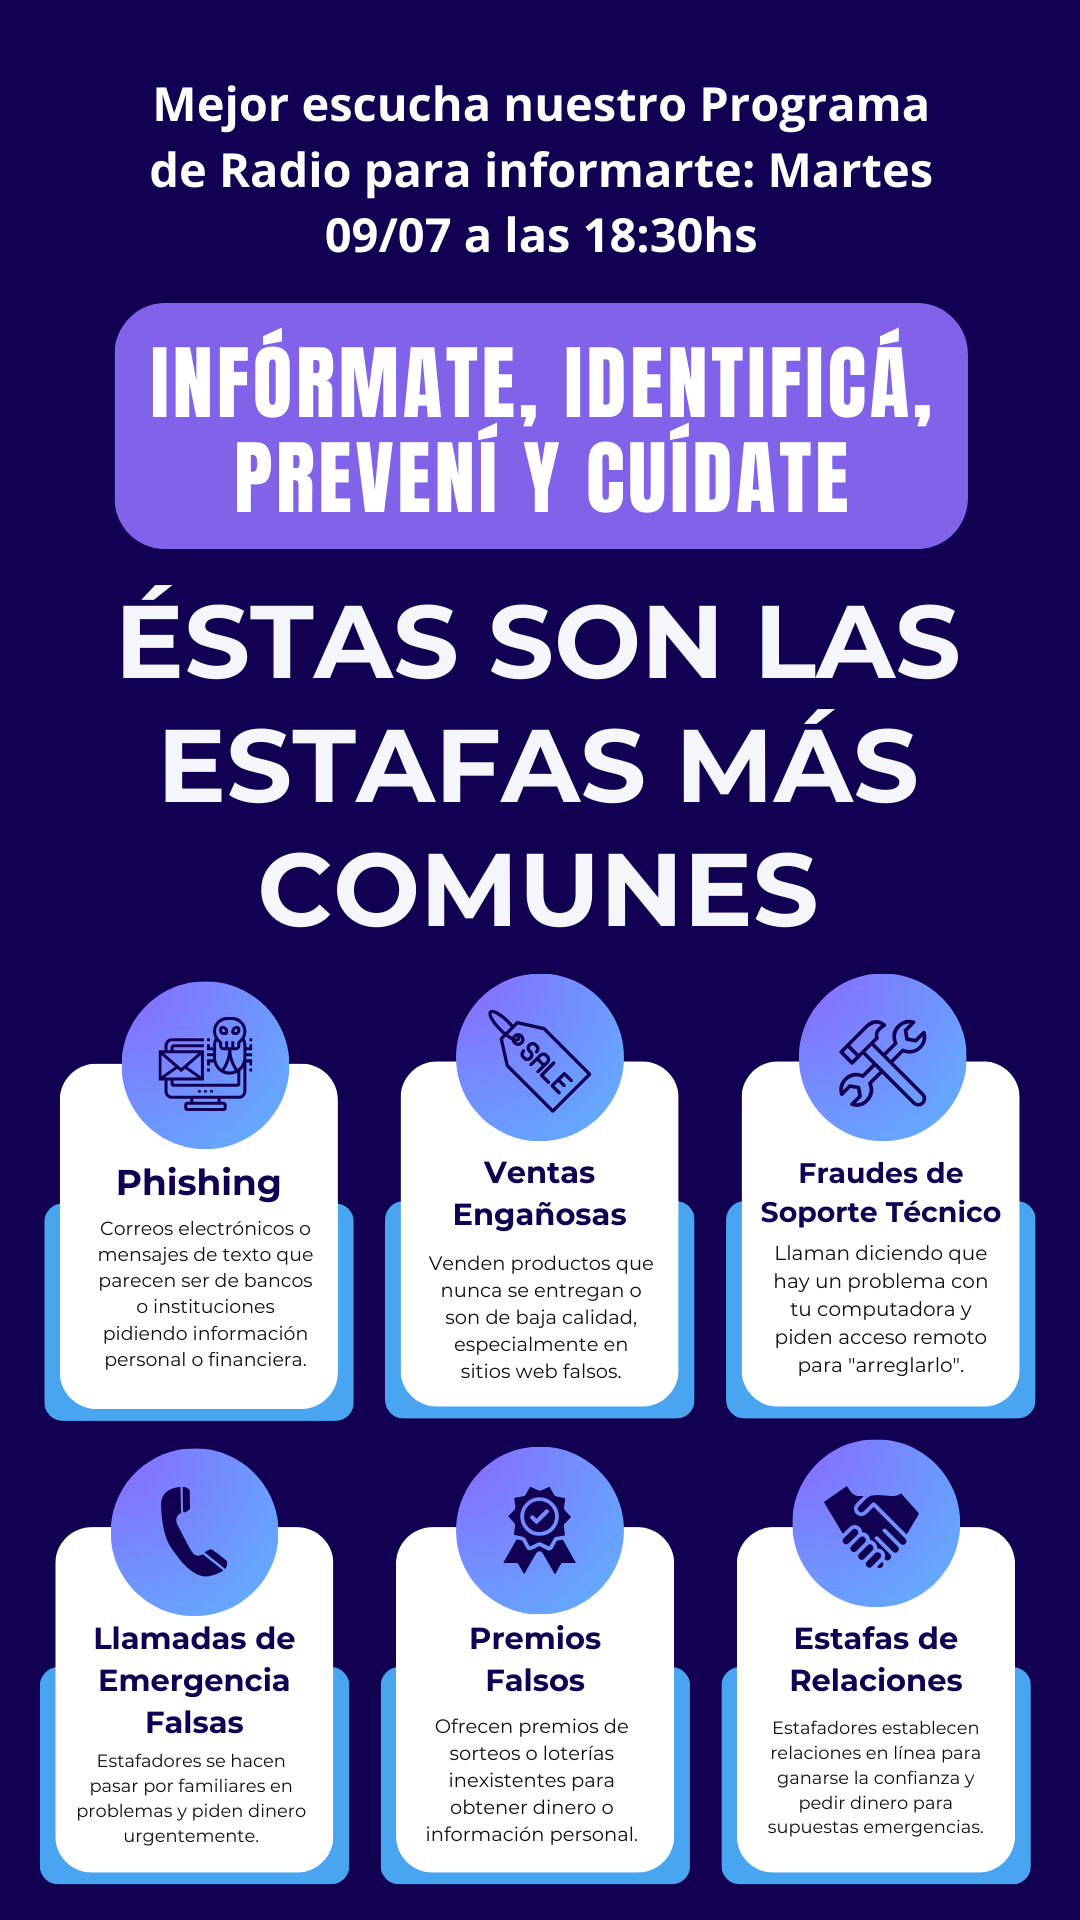 Mejor escucha nuestro Programa
de Radio para informarte: Martes
09/07 a las 18:30hs
INFÓRMATE, IDENTIFICÁ,
PREVENÍ Y CUÍDATE
ÉSTAS SON LAS
ESTAFAS MÁS
COMUNES
Phishing
Correos electrónicos o
mensajes de texto que
parecen ser de bancos
o instituciones
pidiendo información
personal o financiera.
SALE
Ventas
Engañosas
Venden productos que
nunca se entregan o
son de baja calidad,
especialmente en
sitios web falsos.
Fraudes de
Soporte Técnico
Llaman diciendo que
hay un problema con
tu computadora y
piden acceso remoto
para "arreglarlo".
Llamadas de
Emergencia
Falsas
Estafadores se hacen
pasar por familiares en
problemas y piden dinero
urgentemente.
Premios
Falsos
Ofrecen premios de
sorteos o loterías
inexistentes para
obtener dinero o
información personal.
Estafas de
Relaciones
Estafadores establecen
relaciones en línea para
ganarse la confianza y
pedir dinero para
supuestas emergencias.